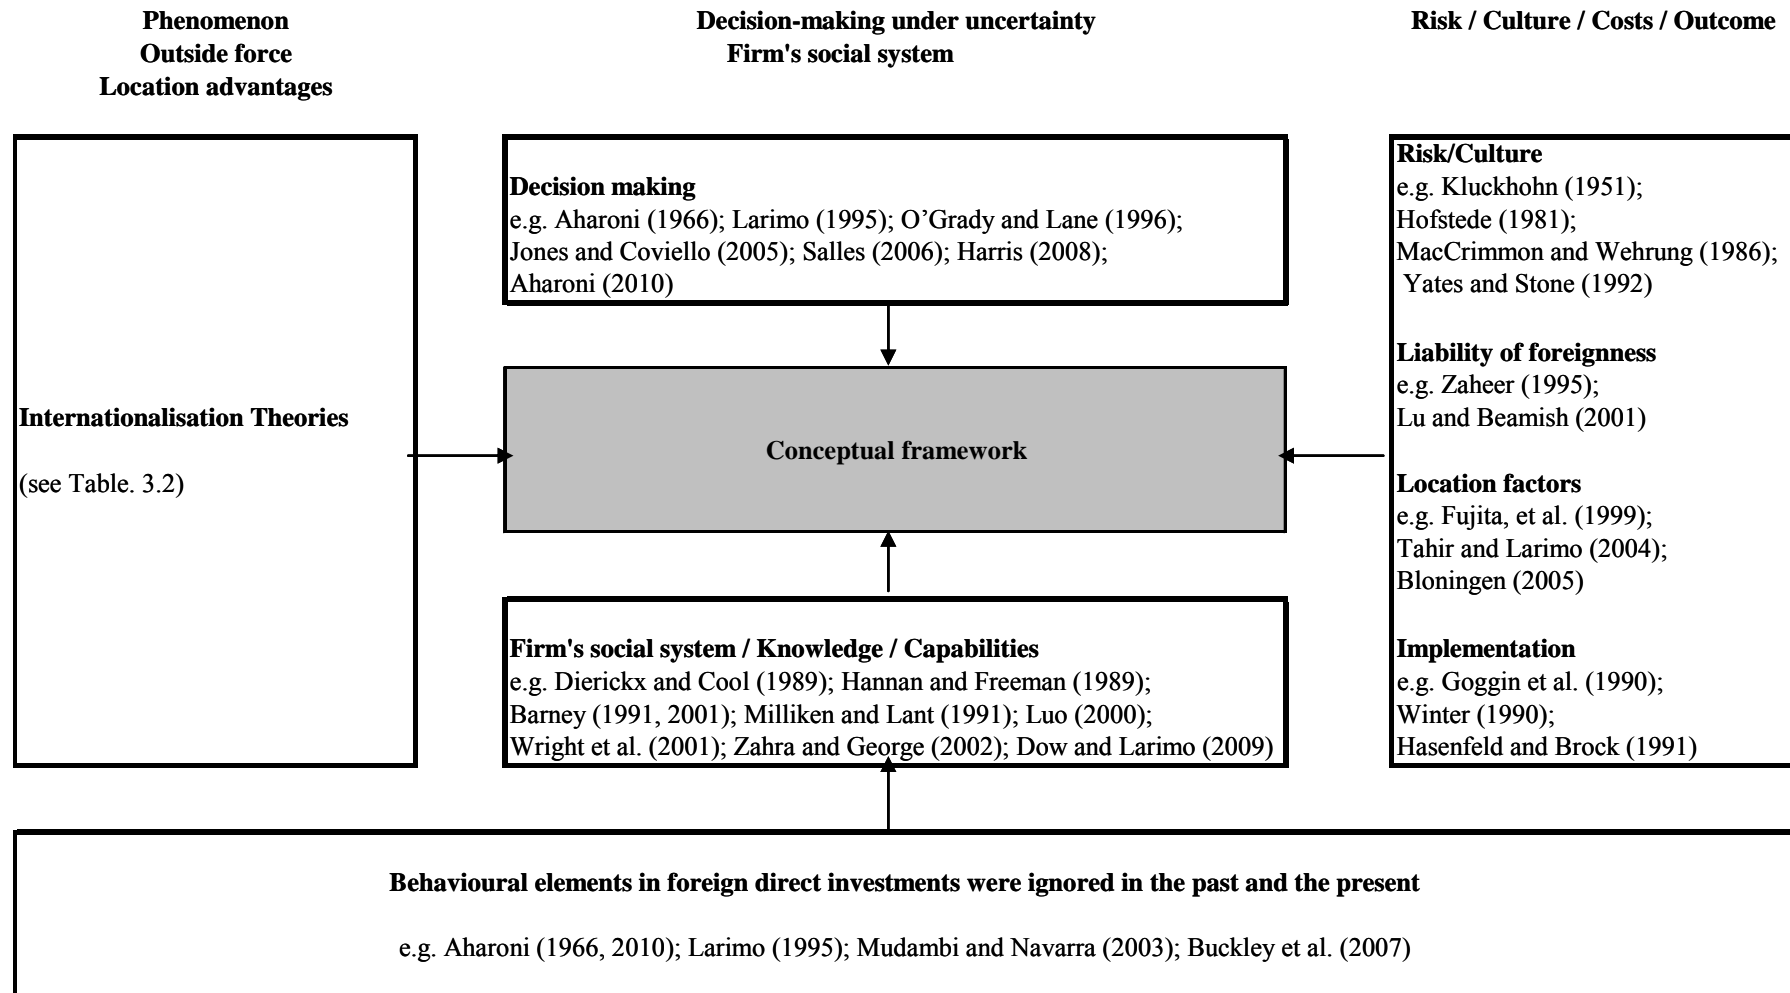 Phenomenon
Outside force
Location advantages
Decision-making under uncertainty
Firm's social system
Risk / Culture / Costs / Outcome
Internationalisation Theories
(see Table. 3.2)
Decision making
e.g. Aharoni (1966); Larimo (1995); O’Grady and Lane (1996);
Jones and Coviello (2005); Salles (2006); Harris (2008);
Aharoni (2010)
Conceptual framework
Firm's social system / Knowledge / Capabilities
e.g. Dierickx and Cool (1989); Hannan and Freeman (1989);
Barney (1991, 2001); Milliken and Lant (1991); Luo (2000);
Wright et al. (2001); Zahra and George (2002); Dow and Larimo (2009)
Risk/Culture
e.g. Kluckhohn (1951);
Hofstede (1981);
MacCrimmon and Wehrung (1986);
Yates and Stone (1992)
Liability of foreignness
e.g. Zaheer (1995);
Lu and Beamish (2001)
Location factors
e.g. Fujita, et al. (1999);
Tahir and Larimo (2004);
Bloningen (2005)
Implementation
e.g. Goggin et al. (1990);
Winter (1990);
Hasenfeld and Brock (1991)
Behavioural elements in foreign direct investments were ignored in the past and the present
e.g. Aharoni (1966, 2010); Larimo (1995); Mudambi and Navarra (2003); Buckley et al. (2007)